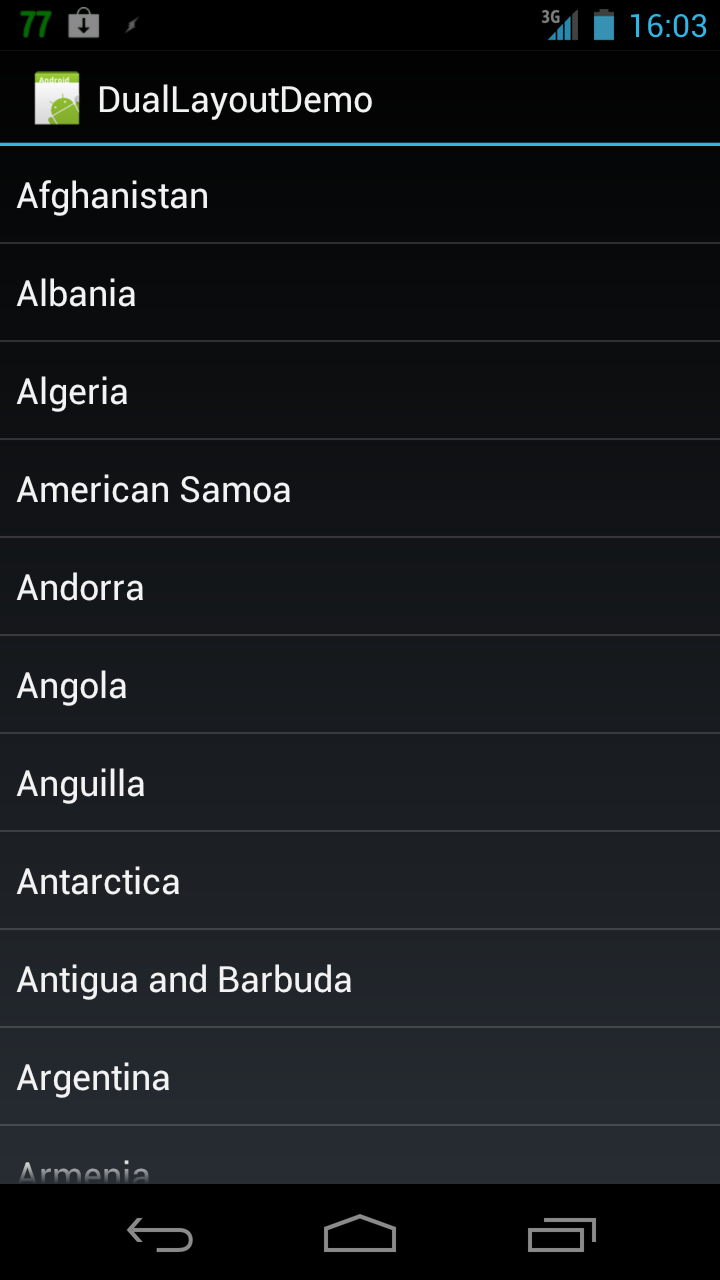 77 3G 16:03
Android
DualLayoutDemo
Afghanistan
Albania
Algeria
American Samoa
Andorra
Angola
Anguilla
Antarctica
Antigua and Barbuda
Argentina
Armenia